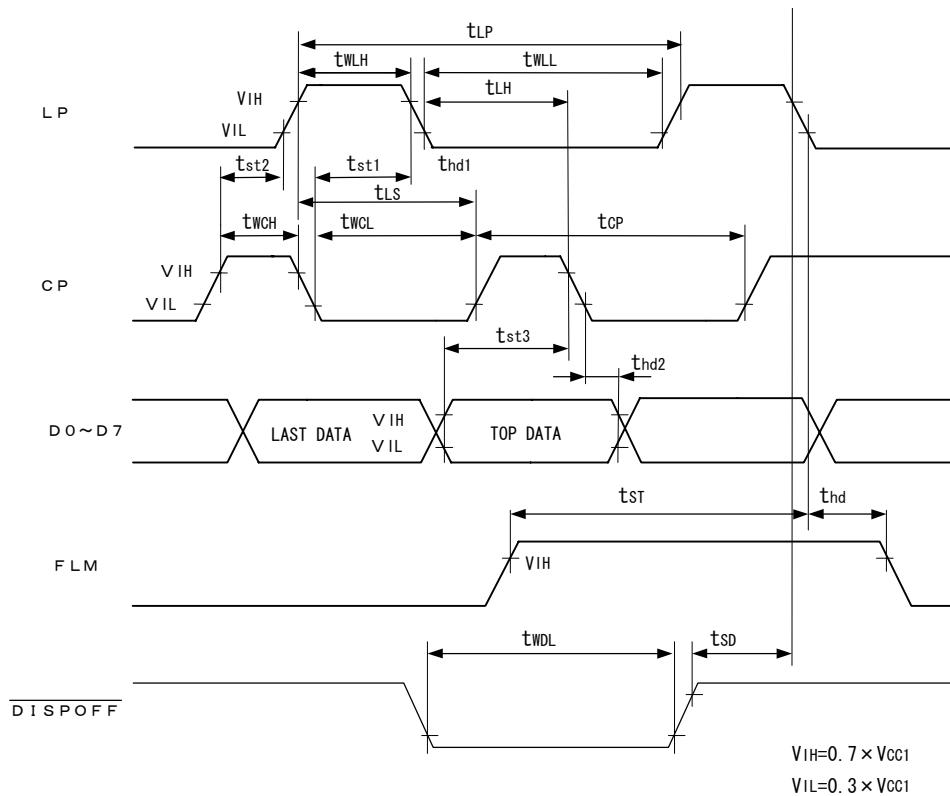 tLP
tWLH
tWLL
tLH
LP
VIH
VIL
tst2
tst1
thd1
tLS
tWCH
tWCL
tCP
CP
VIH
VIL
tst3
thd2
D0～D7
LAST DATA
VIH
VIL
TOP DATA
tST
thd
FLM
VIH
tWDL
tSD
DISPOFF
VIH=0.7×VCC1
VIL=0.3×VCC1